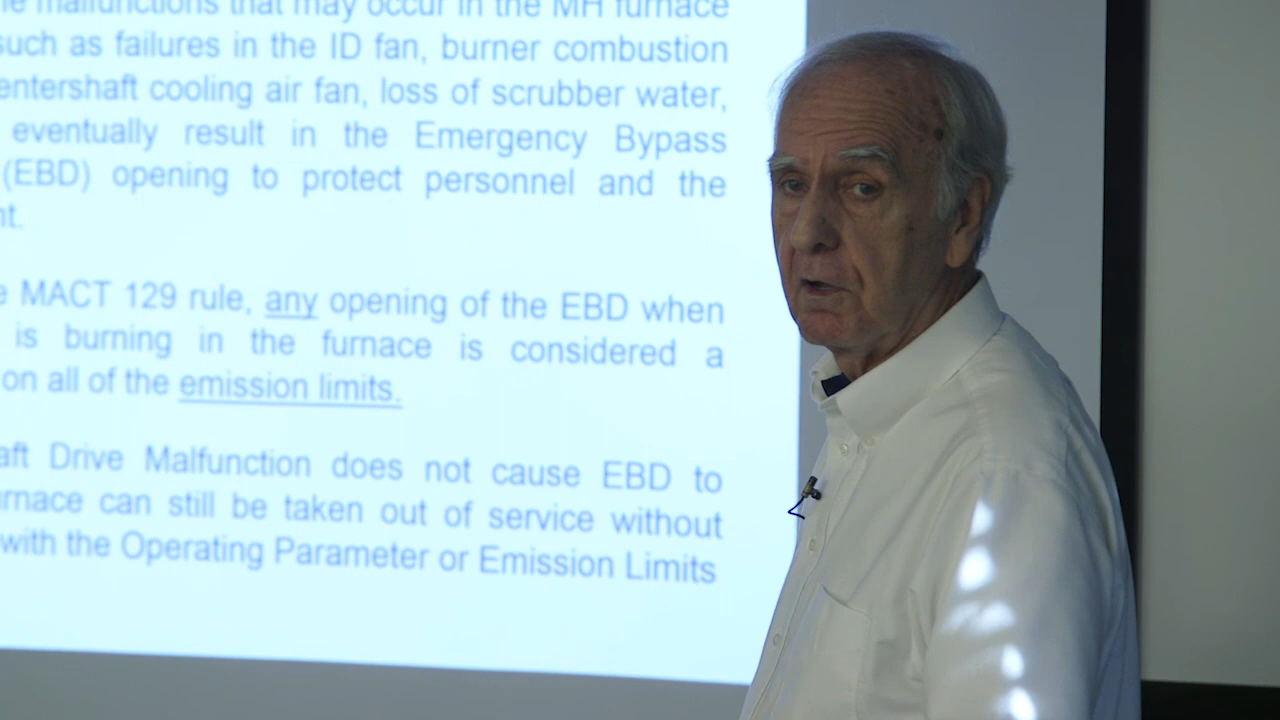 malfunctions that may occur in the MH furnace
such as failures in the ID fan, burner combustion
entershaft cooling air fan, loss of scrubber water,
eventually result in the Emergency Bypass
(EBD) opening to protect personnel and the
nt.
e MACT 129 rule, any opening of the EBD when
is burning in the furnace is considered a
on all of the emission limits.
aft Drive Malfunction does not cause EBD to
urnace can still be taken out of service without
with the Operating Parameter or Emission Limits